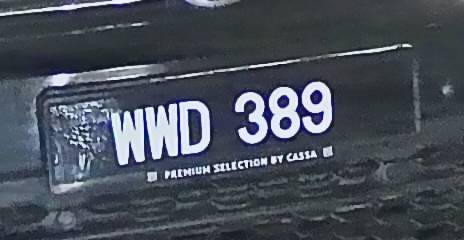 WWD 389
PREMIUM SELECTION BY CASSA